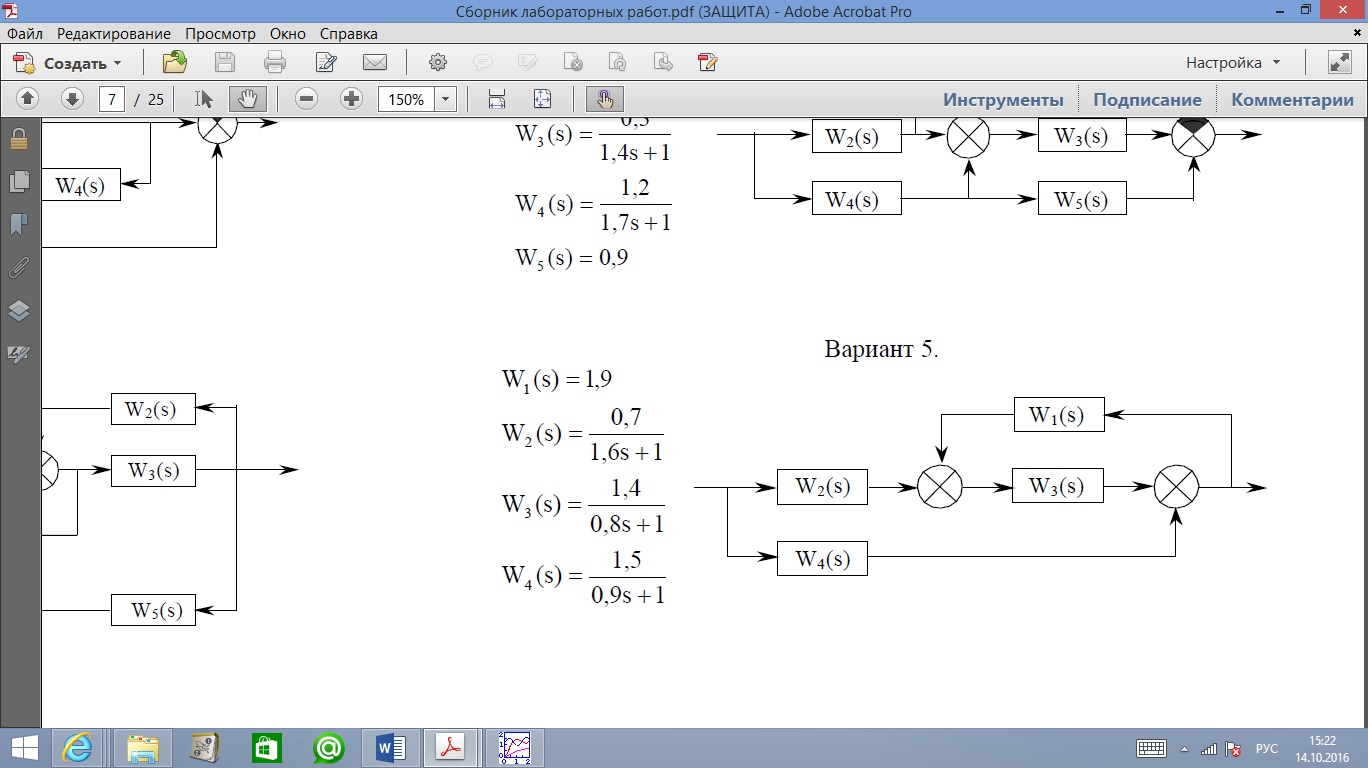 Сборник лабораторных работ.pdf (ЗАЩИТА) - Adobe Acrobat Pro
Файл Редактирование Просмотр Окно Справка
Создать
Настройка
7 / 25
150%
Инструменты Подписание Комментарии
W4(s)
W3(s) =
1,4s + 1
W4(s) = 1,2
1,7s + 1
W5(s) = 0,9
W2(s)
W3(s)
W4(s)
W5(s)
W2(s)
W3(s)
W5(s)
Вариант 5.
W1(s) = 1,9
W2(s) = 0,7
1,6s + 1
W3(s) = 1,4
0,8s + 1
W4(s) = 1,5
0,9s + 1
W1(s)
W2(s)
W3(s)
W4(s)
РУС
15:22
14.10.2016